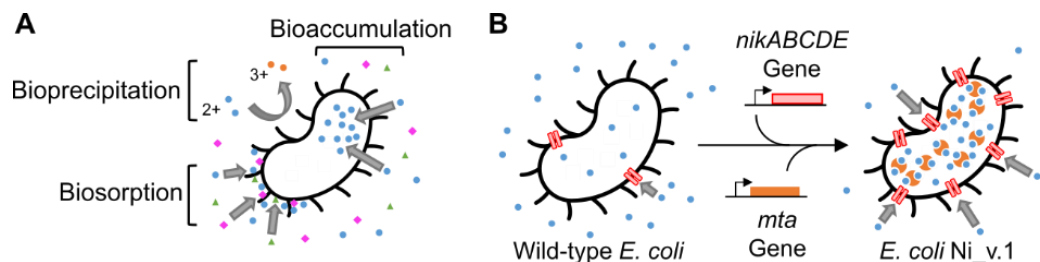 A
Bioaccumulation
Bioprecipitation
3+
2+
Biosorption
B
nikABCDE
Gene
mta
Gene
Wild-type E. coli
E. coli Ni_v.1